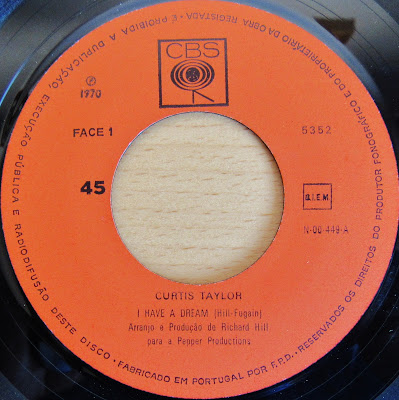 CBS
℗
1970
FACE 1
5352
45
B.I.E.M
N-00-449-A
CURTIS TAYLOR
I HAVE A DREAM (Hill-Fugain)
Arranjo e Produção de Richard Hill
para a Pepper Productions
É PROIBIDA A DUPLICAÇÃO, EXECUÇÃO PÚBLICA E RADIODIFUSÃO DESTE DISCO · FABRICADO EM PORTUGAL POR F.P.D. · RESERVADOS OS DIREITOS DO PRODUTOR FONOGRÁFICO E DO PROPRIETÁRIO DA OBRA REGISTADA ·